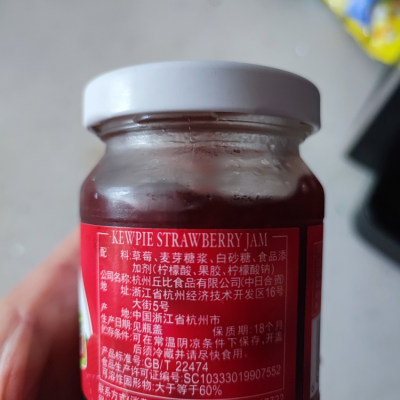 KEWPIE STRAWBERRY JAM
配 料:草莓、麦芽糖浆、白砂糖、食品添
加剂(柠檬酸、果胶、柠檬酸钠)
公司名称:杭州丘比食品有限公司(中日合资)
地 址:浙江省杭州经济技术开发区16号
大街5号
产 地:中国浙江省杭州市
生产日期:见瓶盖 保质期:18个月
贮存条件:可在常温阴凉条件下保存,开盖
后须冷藏并请尽快食用.
产品标准号:GB/T 22474
食品生产许可证编号:SC10333019907552
可溶性固形物:大于等于60%